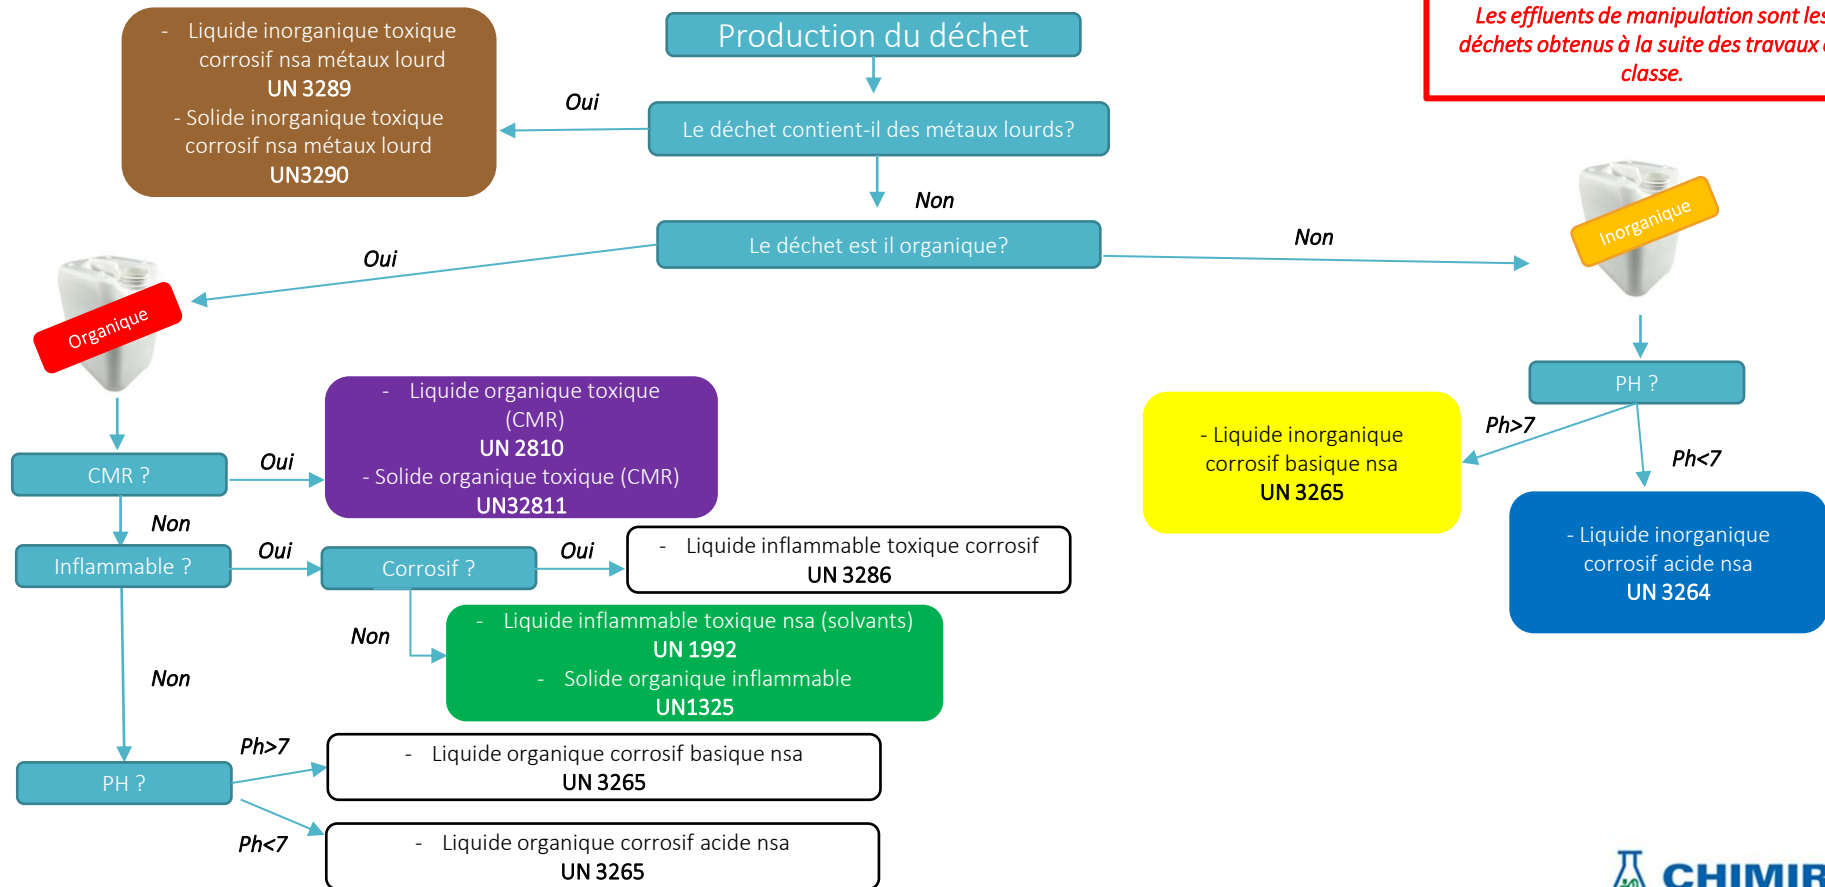 Production du déchet
Les effluents de manipulation sont les
déchets obtenus à la suite des travaux
classe.
- Liquide inorganique toxique
corrosif nsa métaux lourd
UN 3289
- Solide inorganique toxique
corrosif nsa métaux lourd
UN3290
Oui
Le déchet contient-il des métaux lourds?
Non
Le déchet est il organique?
Oui
Non
Inorganique
Organique
PH ?
Ph>7
Ph<7
- Liquide inorganique
corrosif basique nsa
UN 3265
- Liquide inorganique
corrosif acide nsa
UN 3264
- Liquide organique toxique
(CMR)
UN 2810
- Solide organique toxique (CMR)
UN32811
CMR ?
Oui
Non
Inflammable ?
Oui
Corrosif ?
Oui
- Liquide inflammable toxique corrosif
UN 3286
Non
- Liquide inflammable toxique nsa (solvants)
UN 1992
- Solide organique inflammable
UN1325
Non
PH ?
Ph>7
- Liquide organique corrosif basique nsa
UN 3265
Ph<7
- Liquide organique corrosif acide nsa
UN 3265
CHIMIR